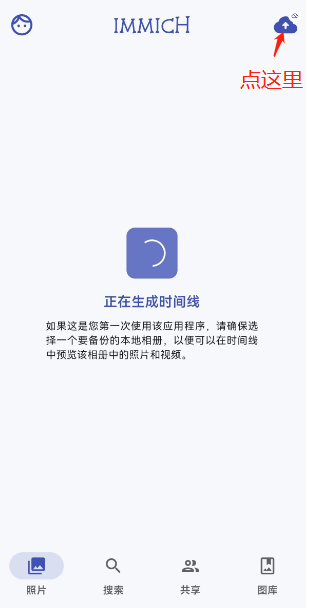 IMMICH
点这里
正在生成时间线
如果这是您第一次使用该应用程序，请确保选
择一个要备份的本地相册，以便可以在时间线
中预览该相册中的照片和视频。
照片
搜索
共享
图库